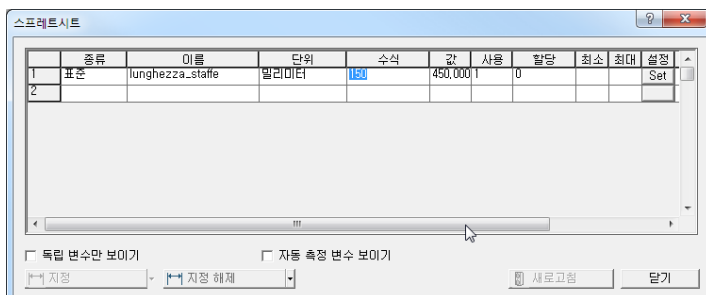 스프레트시트
종류 이름 단위 수식 값 사용 할당 최소 최대 설정
1 표준 lunghezza_staffe 밀리미터 150 450,000 1 0 Set
2
독립 변수만 보이기 자동 측정 변수 보이기
지정 지정 해제 새로고침 닫기